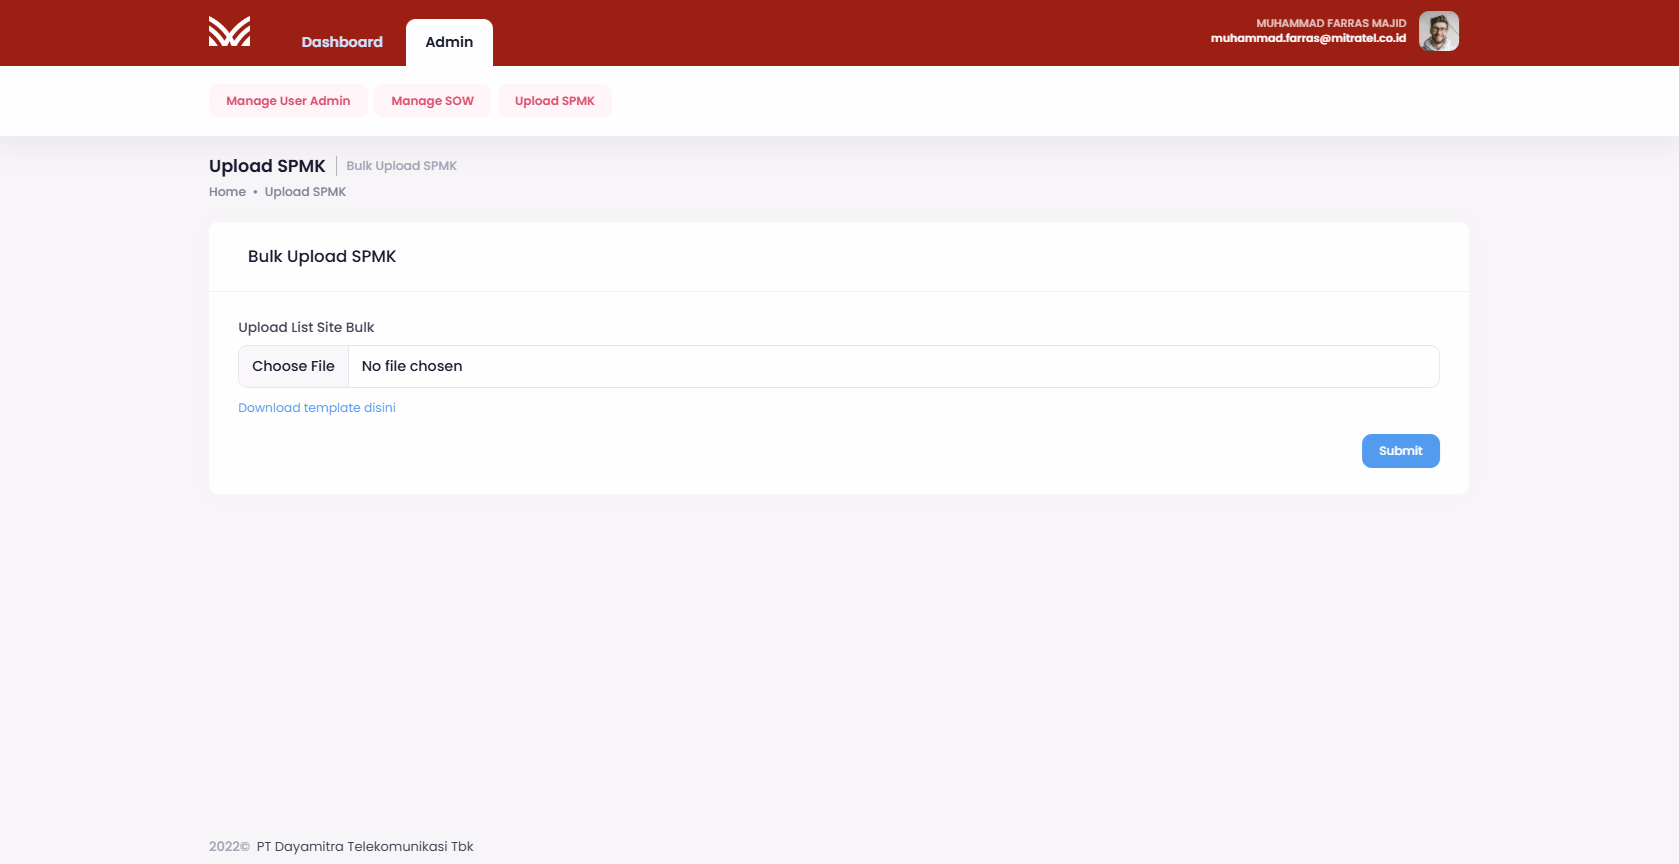 Dashboard Admin
MUHAMMAD FARRAS MAJID
muhammad.farras@mitratel.co.id
Manage User Admin Manage SOW Upload SPMK
Upload SPMK Bulk Upload SPMK
Home • Upload SPMK
Bulk Upload SPMK
Upload List Site Bulk
Choose File No file chosen
Download template disini
Submit
2022© PT Dayamitra Telekomunikasi Tbk